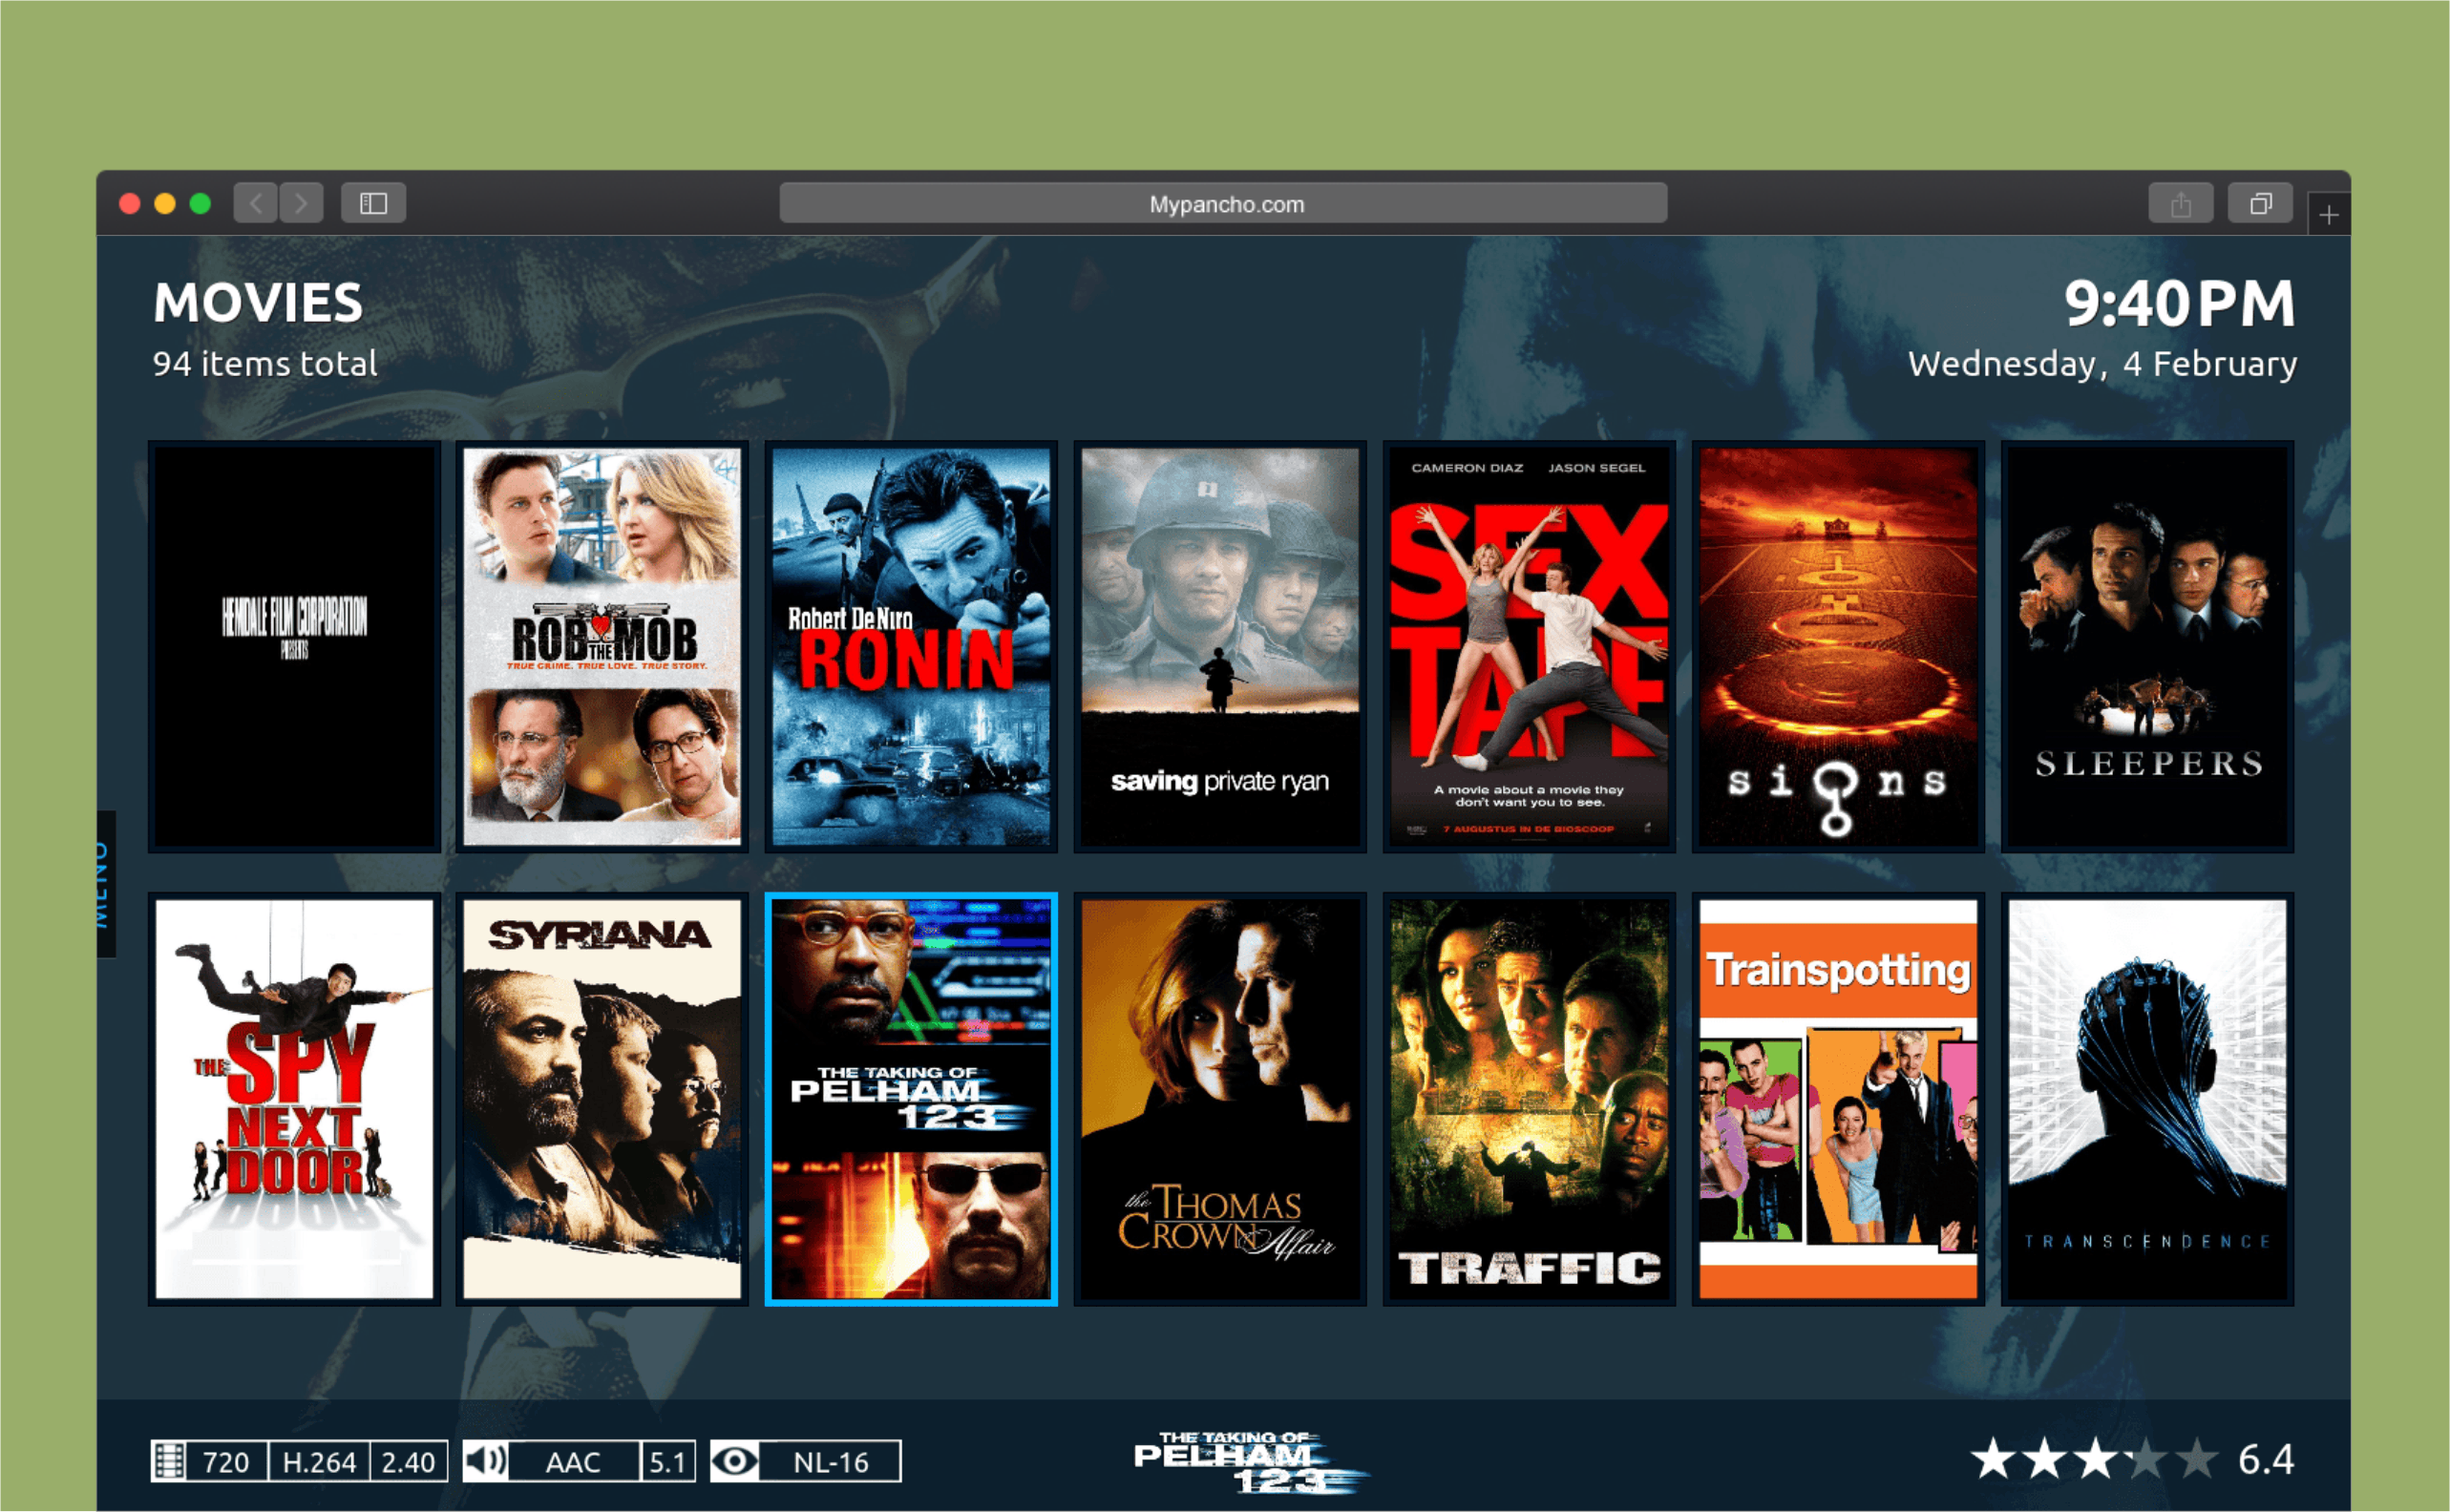 Mypancho.com
MOVIES
94 items total
9:40 PM
Wednesday, 4 February
HEMDALE FILM CORPORATION
PRESENTS
ROB THE MOB
TRUE CRIME. TRUE LOVE. TRUE STORY.
Robert De Niro
RONIN
saving private ryan
CAMERON DIAZ JASON SEGEL
SEX
TAPE
A movie about a movie they
don't want you to see.
7 AUGUSTUS IN DE BIOSCOOP
signs
SLEEPERS
MENU
THE SPY
NEXT
DOOR
SYRIANA
THE TAKING OF
PELHAM
123
the THOMAS
CROWN Affair
TRAFFIC
Trainspotting
TRANSCENDENCE
720 H.264 2.40 AAC 5.1 NL-16
THE TAKING OF
PELHAM
123
6.4